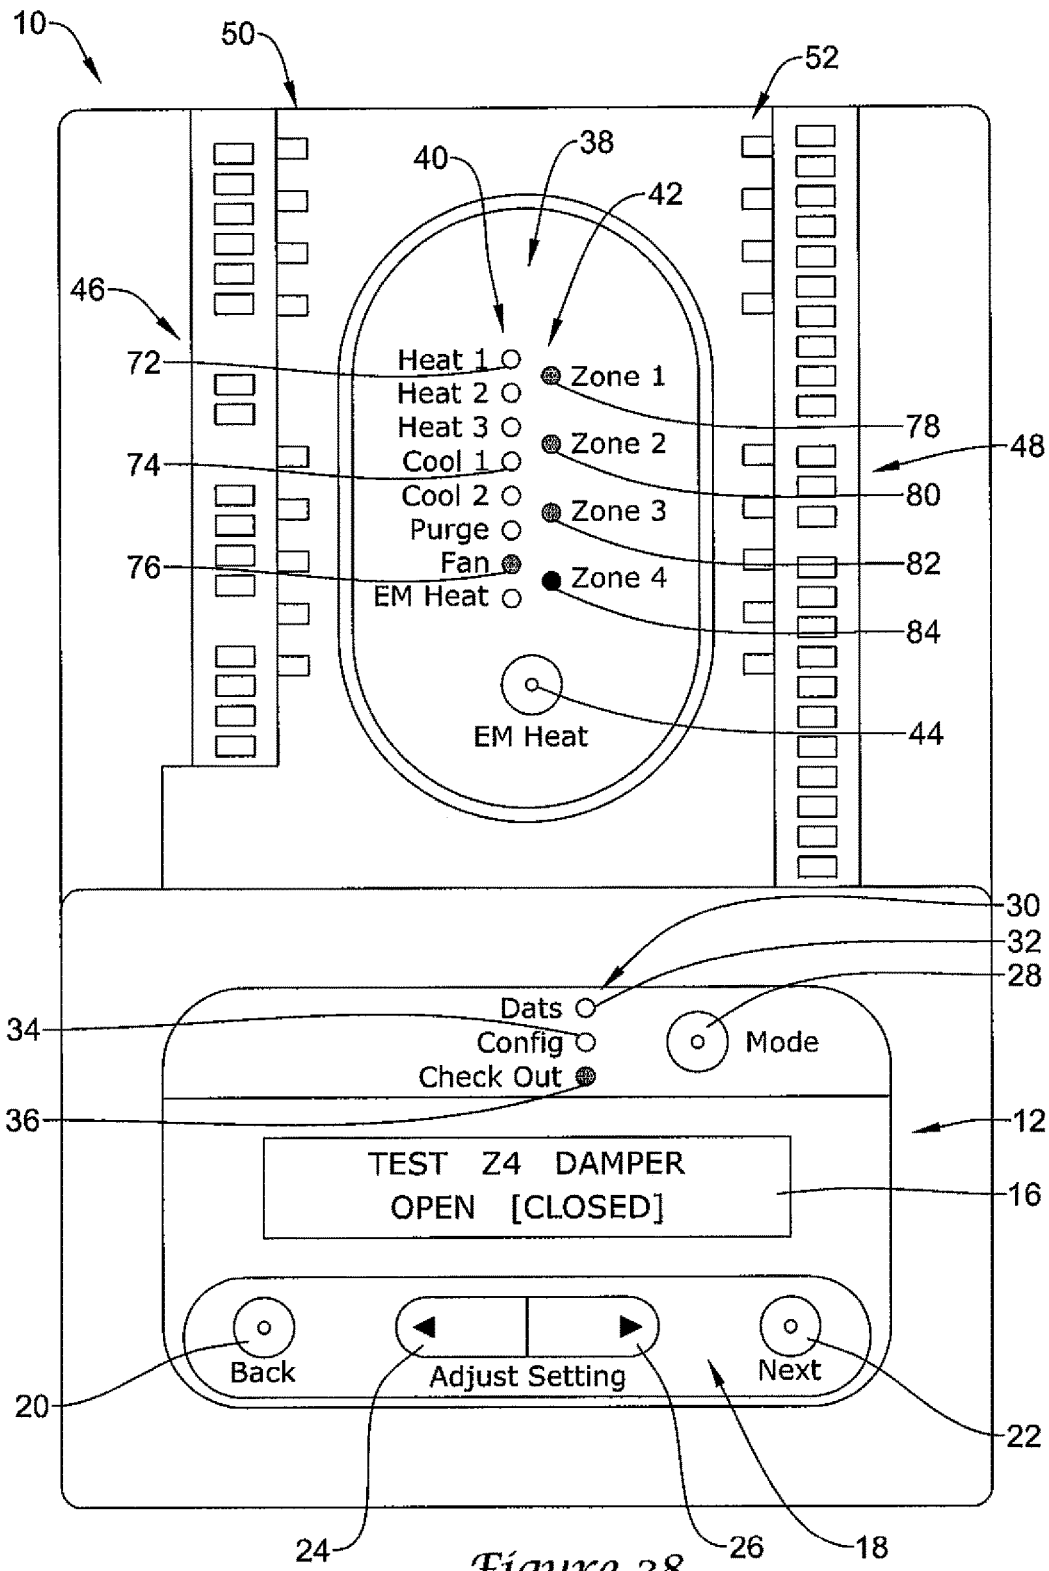 10
50
52
38
40
42
46
72
Heat 1
Zone 1
Heat 2
78
Heat 3
Zone 2
48
74
Cool 1
Cool 2
80
Zone 3
Purge
76
Fan
82
Zone 4
EM Heat
84
44
EM Heat
30
32
28
Dats
34
Config
Mode
Check Out
36
12
TEST Z4 DAMPER
16
OPEN [CLOSED]
Back
Adjust Setting
Next
20
22
24
26
18
Figure 38